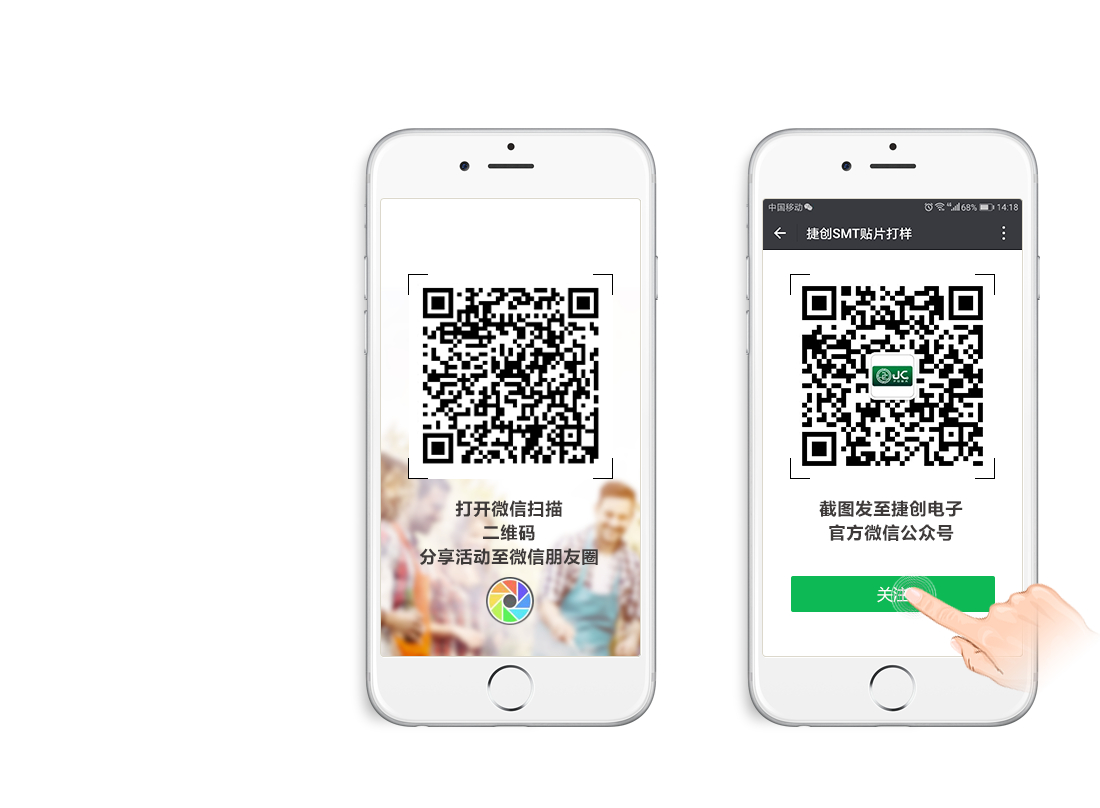 打开微信扫描
二维码
分享活动至微信朋友圈
中国移动
68% 14:18
捷创SMT贴片打样
JC
截图发至捷创电子
官方微信公众号
关注